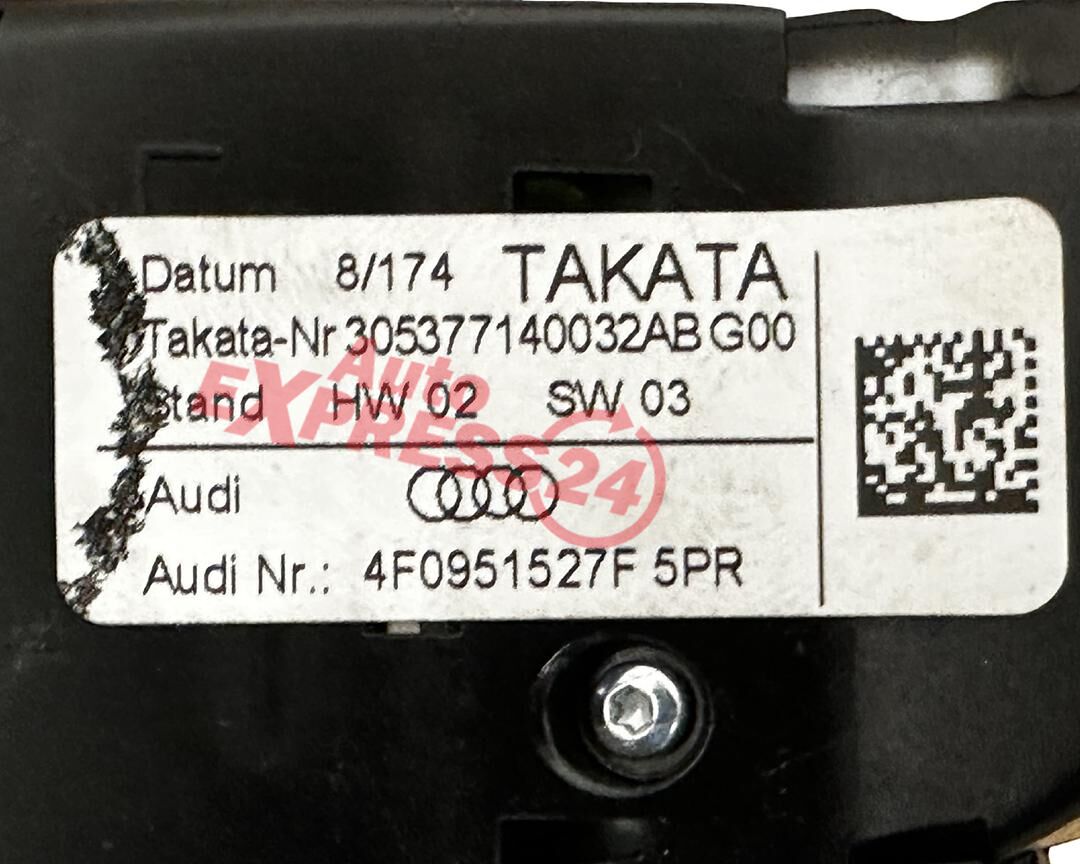 Datum 8/174 TAKATA
Takata-Nr 305377140032AB G00
Stand HW 02 SW 03
Auto
EXPRESS24
Audi
Audi Nr.: 4F0951527F 5PR